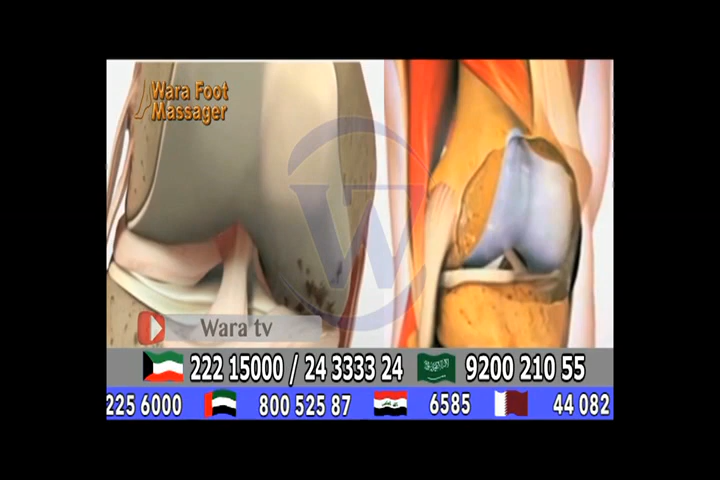 Wara Foot
Massager
W
Wara tv
222 15000 / 24 3333 24 9200 210 55
225 6000 800 525 87 6585 44 082